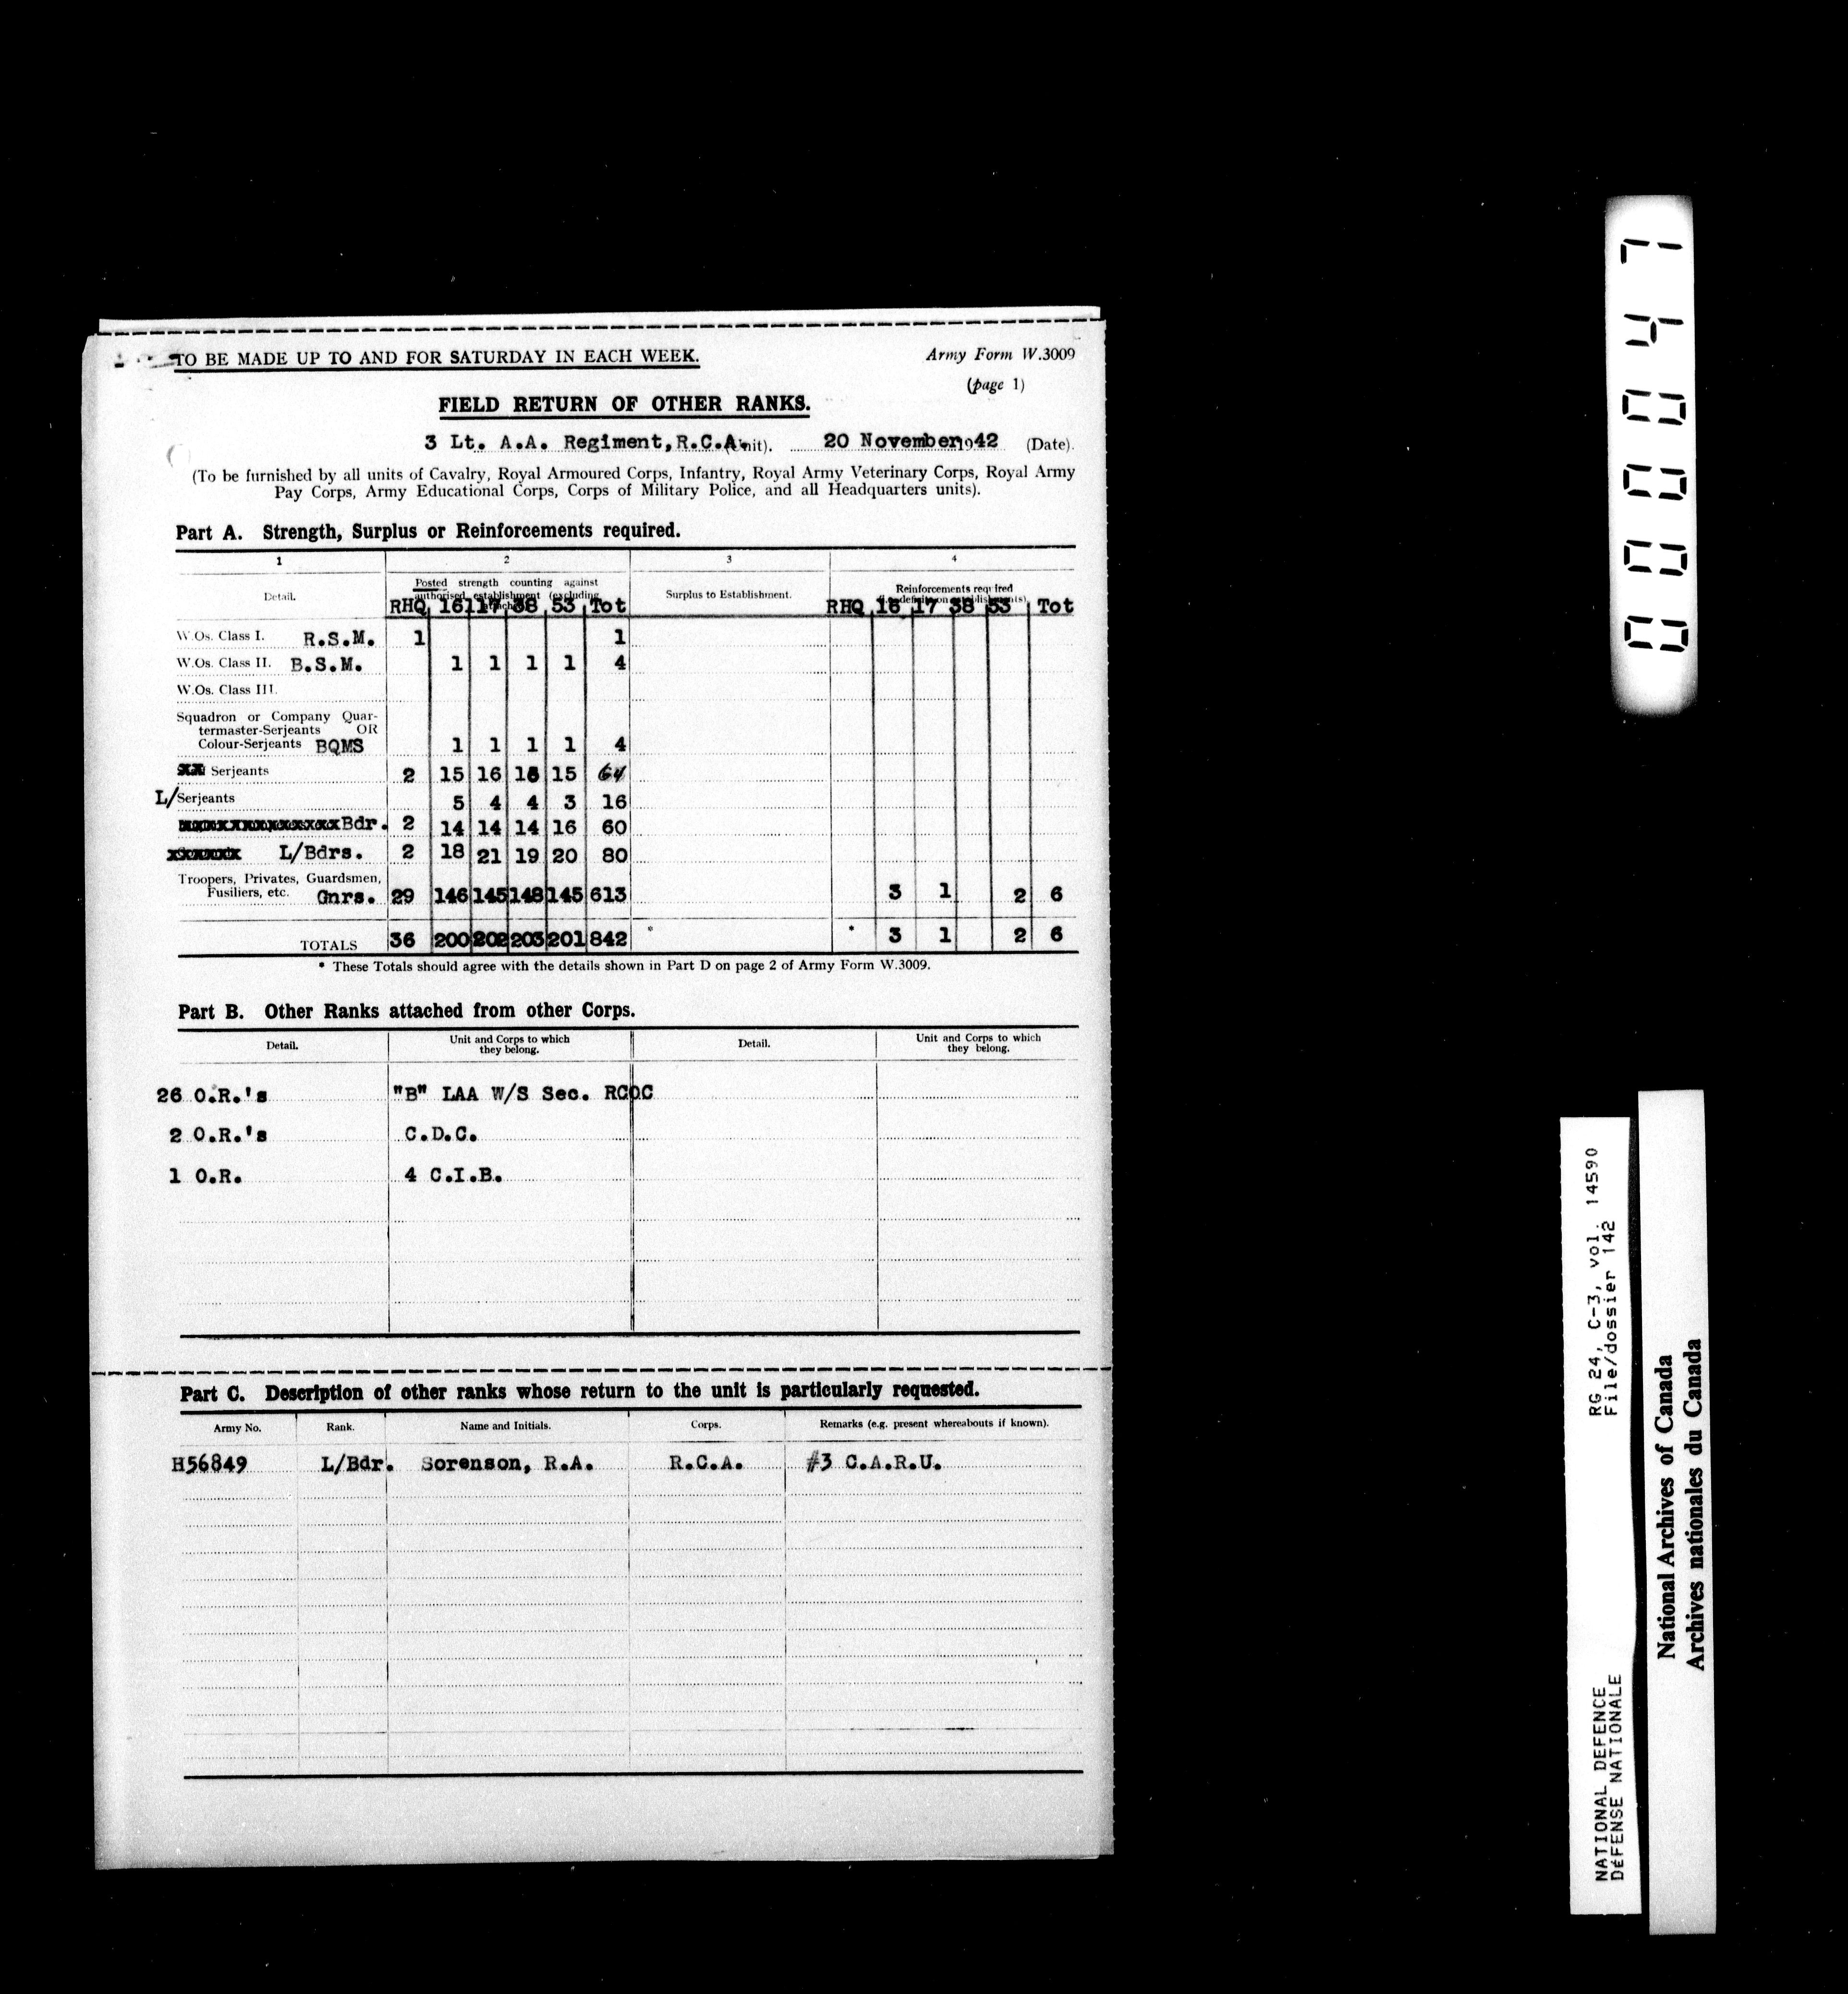 TO BE MADE UP TO AND FOR SATURDAY IN EACH WEEK.
Army Form W.3009
(page 1)
FIELD RETURN OF OTHER RANKS.
3 Lt. A.A. Regiment, R.C.A. (Unit). 20 November 1942 (Date).
(To be furnished by all units of Cavalry, Royal Armoured Corps, Infantry, Royal Army Veterinary Corps, Royal Army
Pay Corps, Army Educational Corps, Corps of Military Police, and all Headquarters units).
Part A. Strength, Surplus or Reinforcements required.
1 2 3 4
Detail.
Posted strength counting against
authorised establishment (excluding
attached)
Surplus to Establishment.
Reinforcements required
RHQ 16 17 38 53 Tot RHQ 16 17 38 53 Tot
W.Os. Class I. R.S.M. 1 1
W.Os. Class II. B.S.M. 1 1 1 1 4
W.Os. Class III.
Squadron or Company Quar-
termaster-Serjeants OR
Colour-Serjeants BQMS 1 1 1 1 4
Serjeants 2 15 16 16 15 64
L/Serjeants 5 4 4 3 16
Bdr. 2 14 14 14 16 60
L/Bdrs. 2 18 21 19 20 80
Troopers, Privates, Guardsmen,
Fusiliers, etc. Gnrs. 29 146 145 148 145 613 3 1 2 6
TOTALS 36 200 202 203 201 842 * * 3 1 2 6
* These Totals should agree with the details shown in Part D on page 2 of Army Form W.3009.
Part B. Other Ranks attached from other Corps.
Detail. Unit and Corps to which they belong. Detail. Unit and Corps to which they belong.
26 O.R.'s "B" LAA W/S Sec. RCOC
2 O.R.'s C.D.C.
1 O.R. 4 C.I.B.
Part C. Description of other ranks whose return to the unit is particularly requested.
Army No. Rank. Name and Initials. Corps. Remarks (e.g. present whereabouts if known).
H56849 L/Bdr. Sorenson, R.A. R.C.A. #3 C.A.R.U.
000047
RG 24, C-3, vol. 14590
File/dossier 142
NATIONAL DEFENCE
DÉFENSE NATIONALE
National Archives of Canada
Archives nationales du Canada